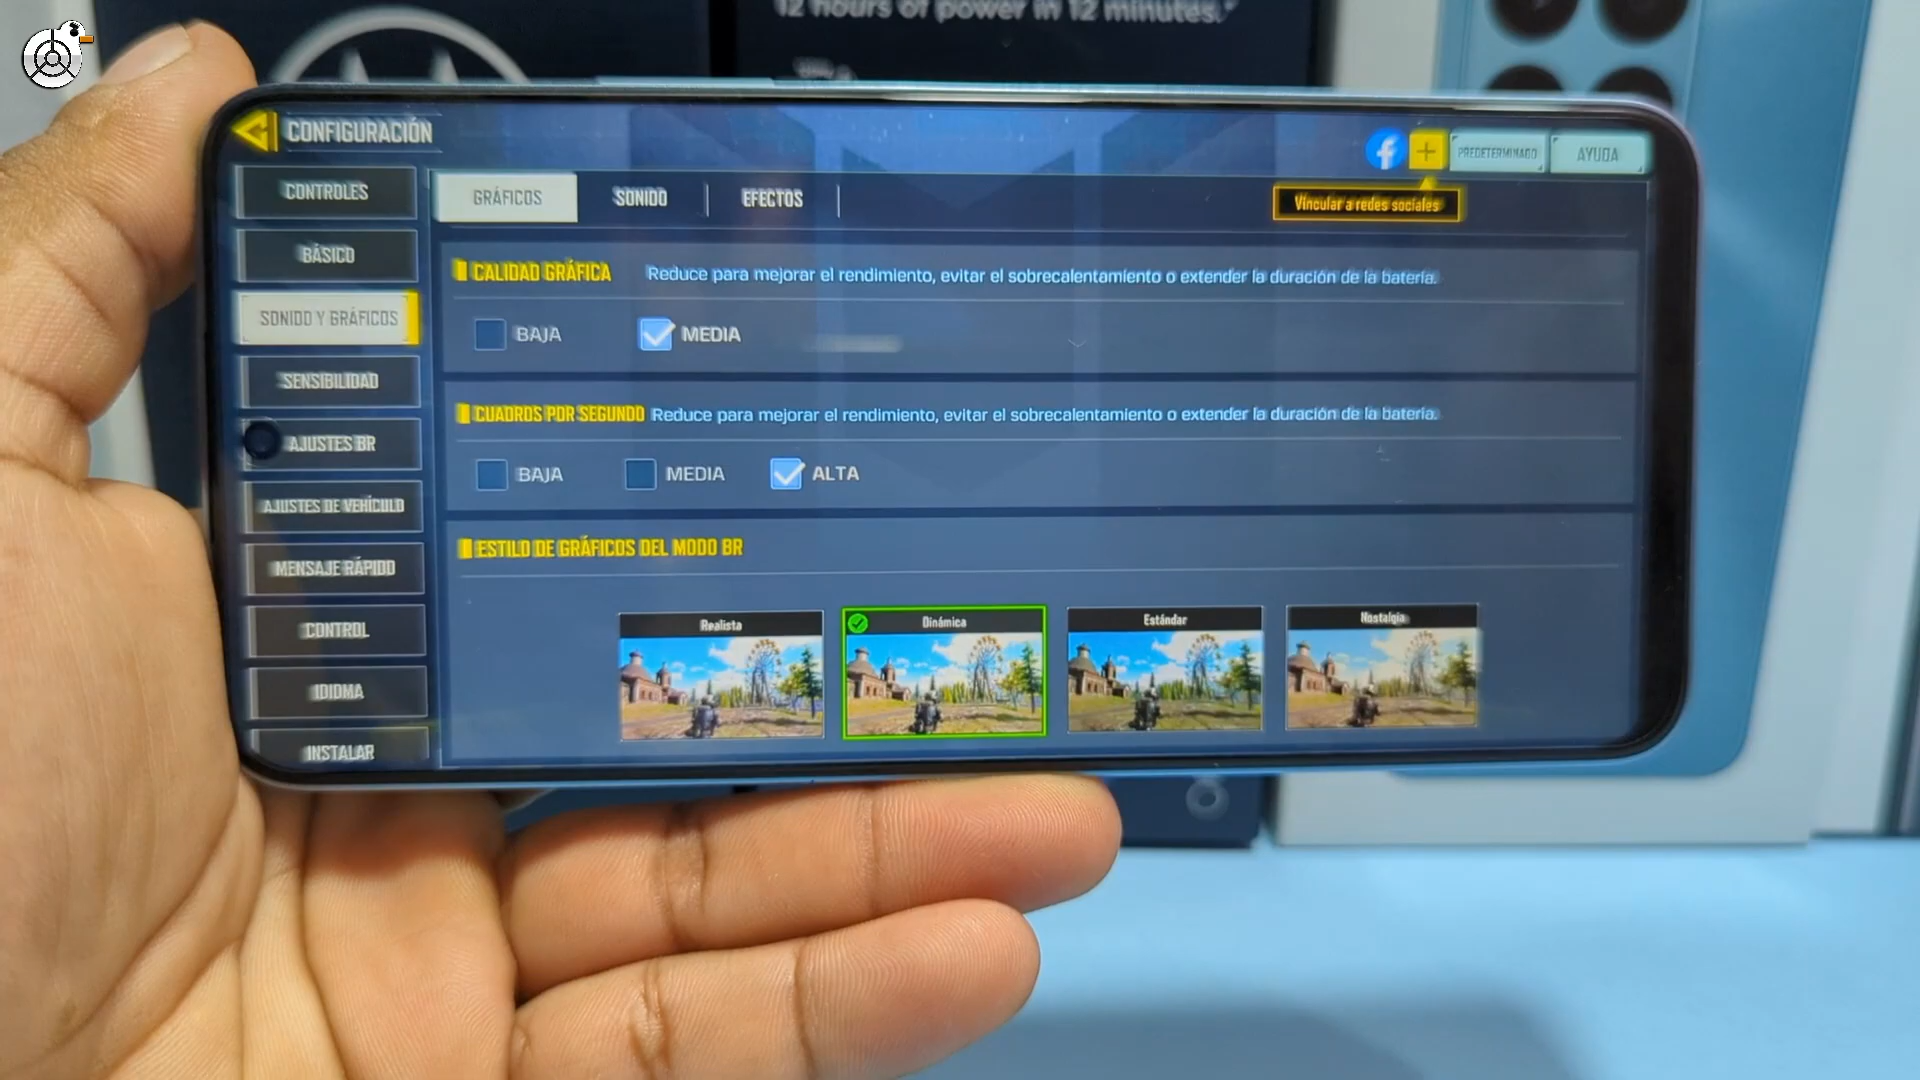 12 hours of power in 12 minutes.*
CONFIGURACIÓN
PREDETERMINADO
AYUDA
Vincular a redes sociales
CONTROLES
BÁSICO
SONIDO Y GRÁFICOS
SENSIBILIDAD
AJUSTES BR
AJUSTES DE VEHÍCULO
MENSAJE RÁPIDO
CONTROL
IDIOMA
INSTALAR
GRÁFICOS
SONIDO
EFECTOS
CALIDAD GRÁFICA Reduce para mejorar el rendimiento, evitar el sobrecalentamiento o extender la duración de la batería.
BAJA MEDIA
CUADROS POR SEGUNDO Reduce para mejorar el rendimiento, evitar el sobrecalentamiento o extender la duración de la batería.
BAJA MEDIA ALTA
ESTILO DE GRÁFICOS DEL MODO BR
Realista
Dinámica
Estándar
Nostalgia